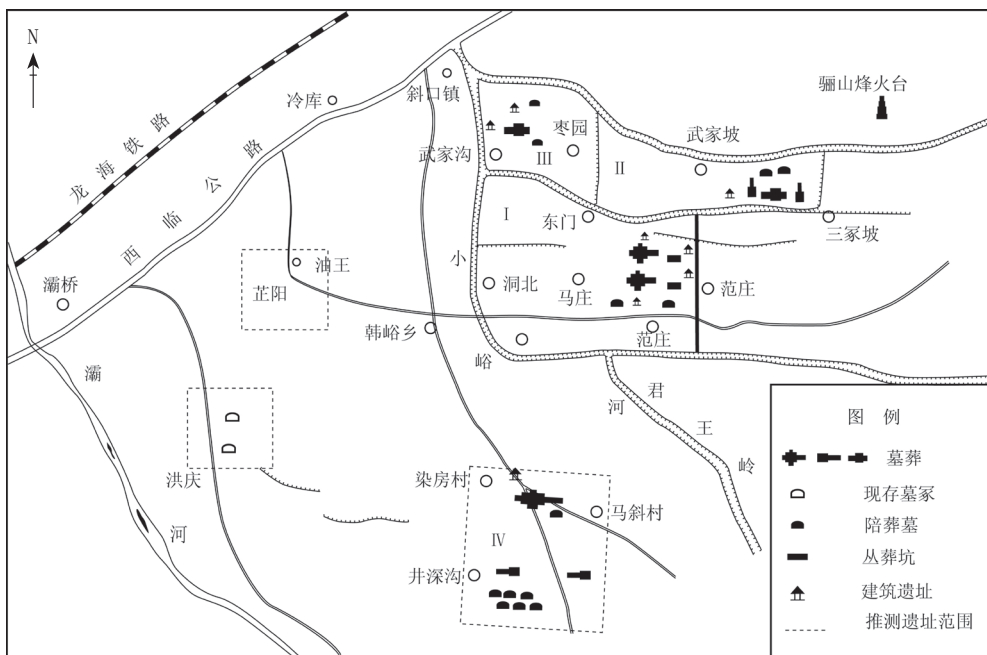 N
龙海铁路
西临公路
冷库
斜口镇
骊山烽火台
武家沟
枣园
III
II
武家坡
I
东门
三冢坡
小
峪
河
洞北
马庄
范庄
范庄
油王
芷阳
灞桥
韩峪乡
灞
河
洪庆
君
王
岭
染房村
马斜村
IV
井深沟
图 例
墓葬
现存墓冢
陪葬墓
丛葬坑
建筑遗址
推测遗址范围